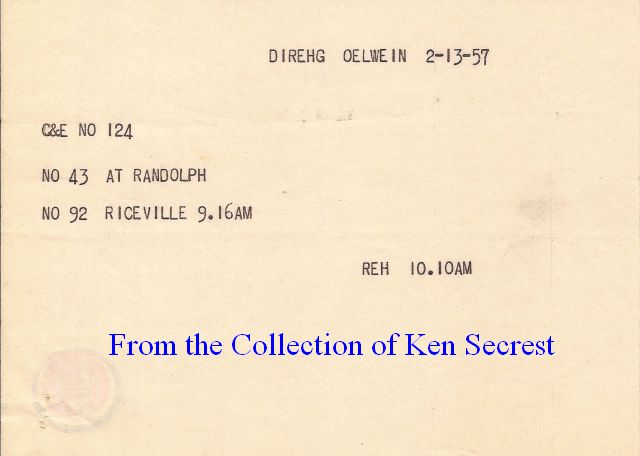 DIREHG OELWEIN 2-13-57
C&E NO 124
NO 43 AT RANDOLPH
NO 92 RICEVILLE 9.16AM
REH 10.10AM
From the Collection of Ken Secrest